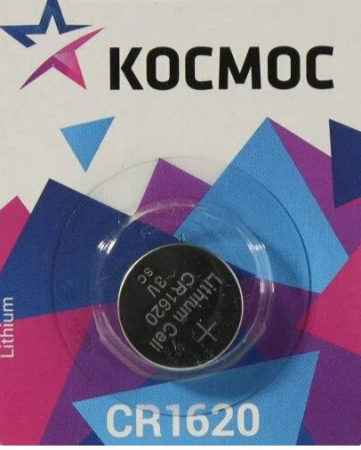 КОСМОС
Lithium
Lithium Cell
CR1620
3V
SC
+
CR1620